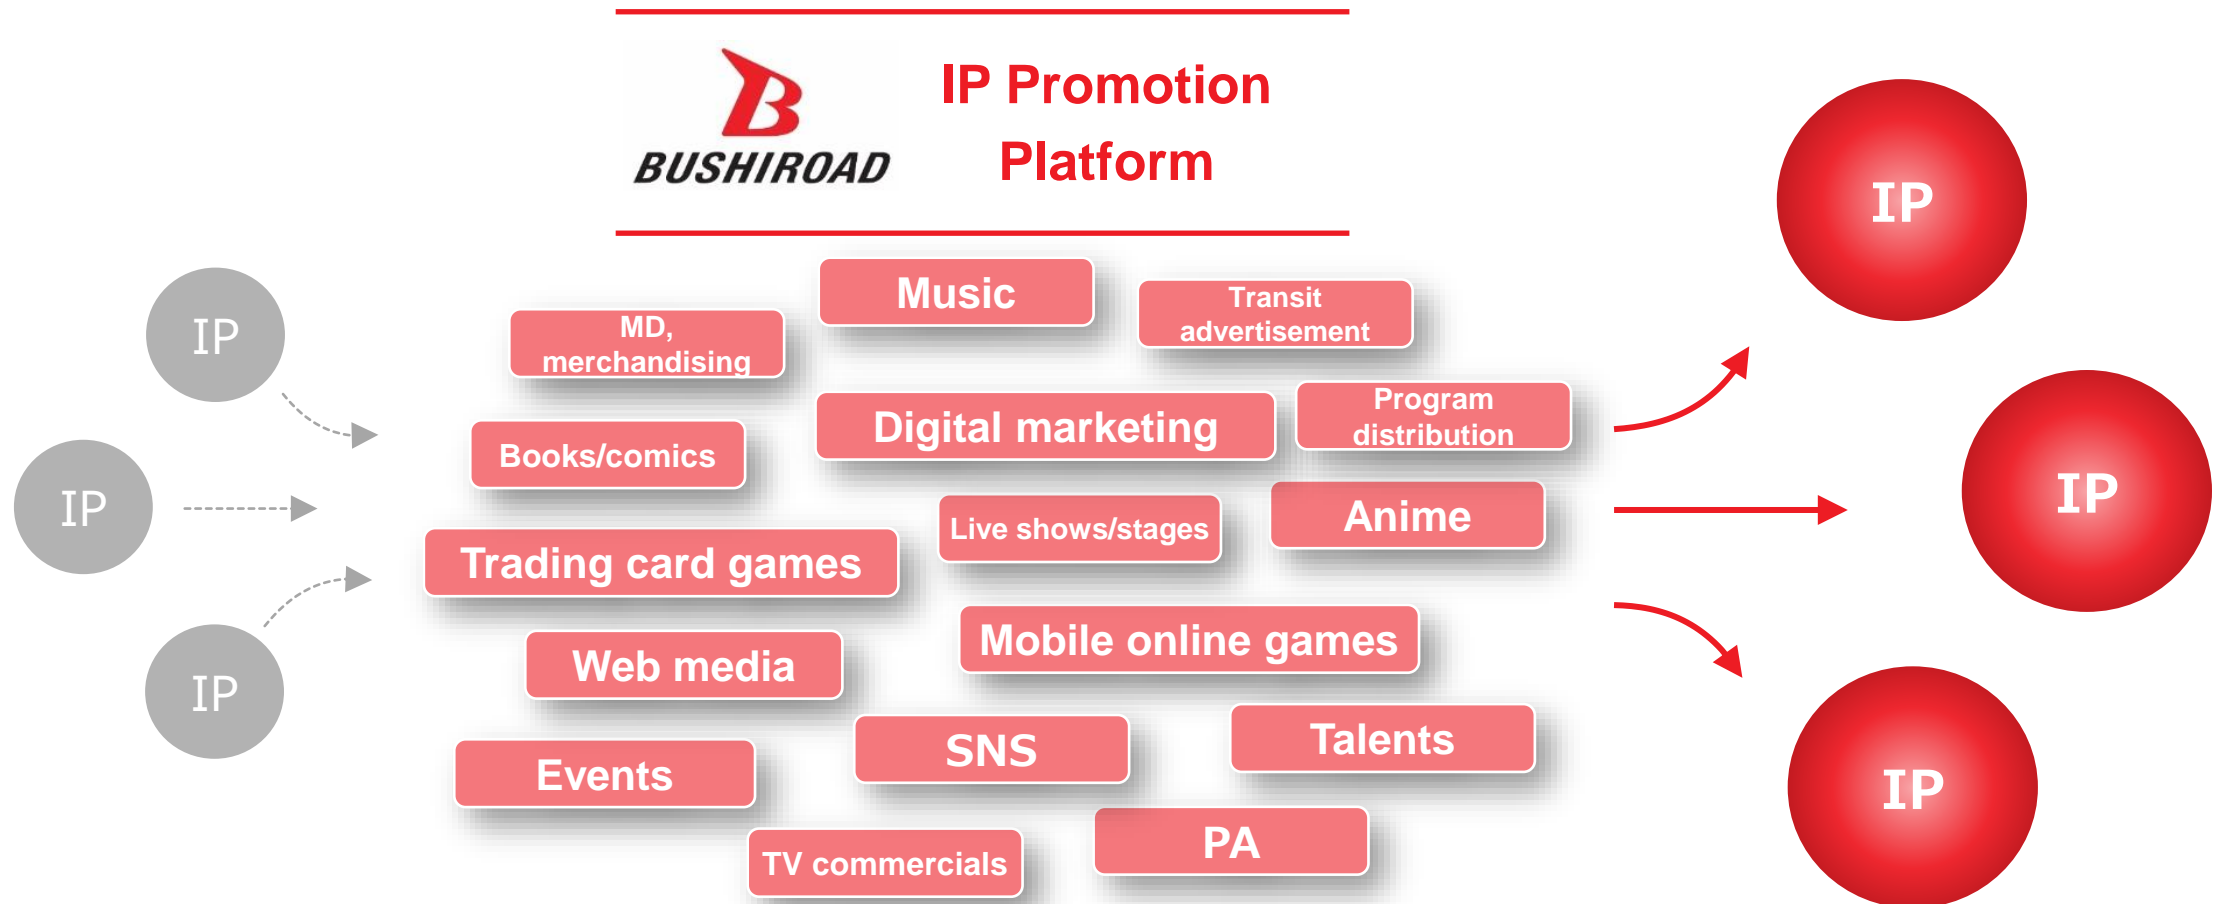 BUSHIROAD
IP Promotion
Platform
IP
IP
IP
Music
Transit
advertisement
MD,
merchandising
Digital marketing
Program
distribution
Books/comics
Live shows/stages
Anime
Trading card games
Mobile online games
Web media
SNS
Talents
Events
PA
TV commercials
IP
IP
IP